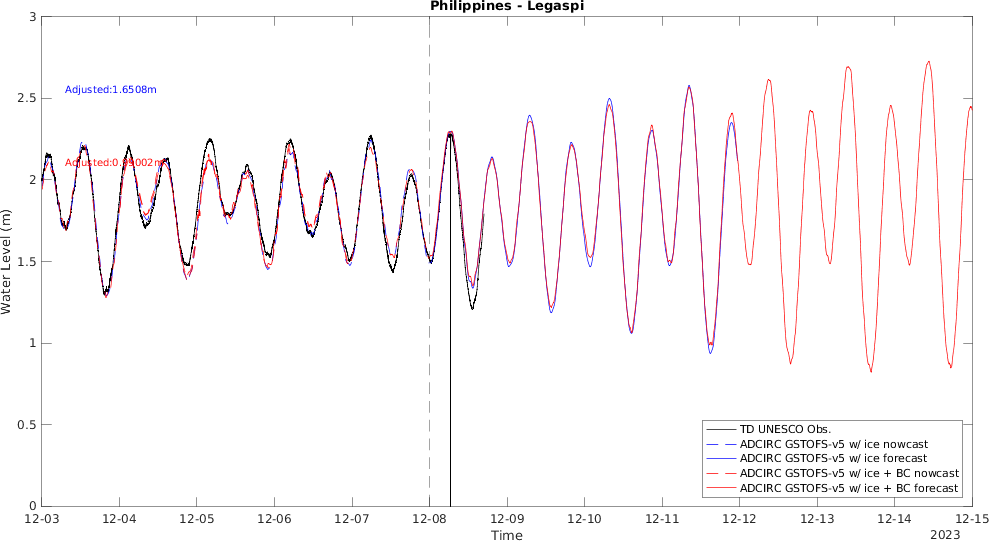 Philippines - Legaspi
3
2.5
2
1.5
1
0.5
0
Water Level (m)
Adjusted:1.6508m
Adjusted:0.99002m
12-03 12-04 12-05 12-06 12-07 12-08 12-09 12-10 12-11 12-12 12-13 12-14 12-15
Time
2023
TD UNESCO Obs.
ADCIRC GSTOFS-v5 w/ ice nowcast
ADCIRC GSTOFS-v5 w/ ice forecast
ADCIRC GSTOFS-v5 w/ ice + BC nowcast
ADCIRC GSTOFS-v5 w/ ice + BC forecast